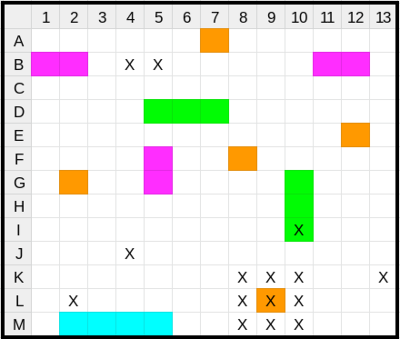 1 2 3 4 5 6 7 8 9 10 11 12 13
A
B X X
C
D
E
F
G
H
I X
J X
K X X X X
L X X X X
M X X X